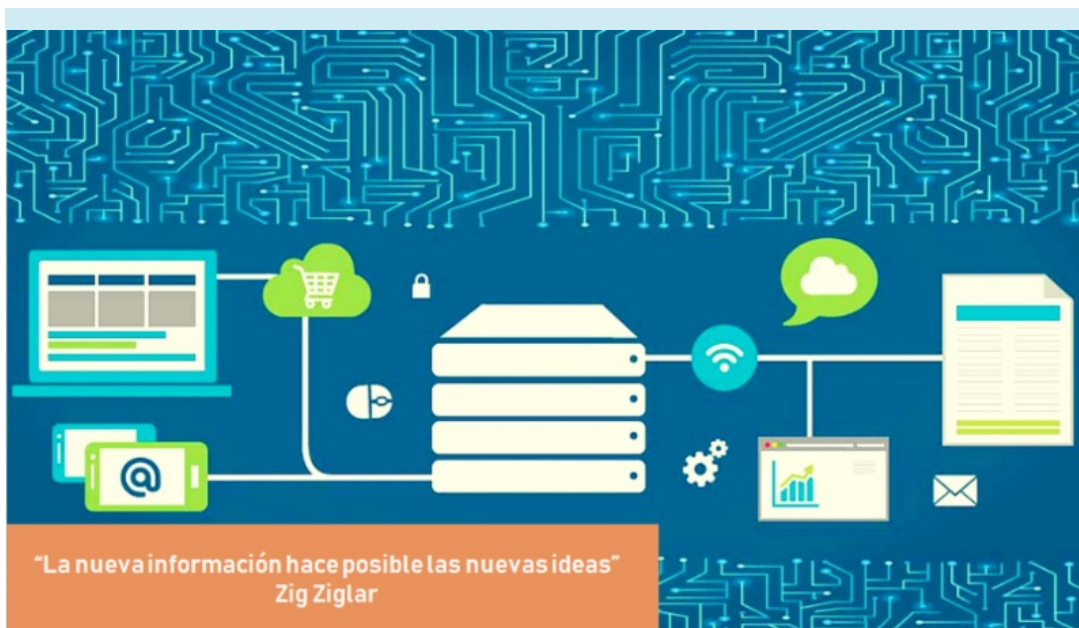 “La nueva información hace posible las nuevas ideas”
Zig Ziglar
@